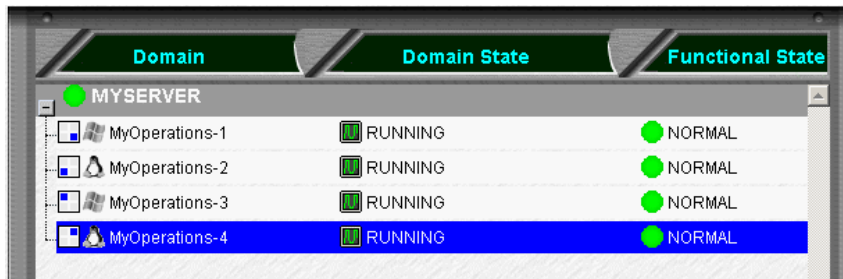 Domain Domain State Functional State
MYSERVER
MyOperations-1 RUNNING NORMAL
MyOperations-2 RUNNING NORMAL
MyOperations-3 RUNNING NORMAL
MyOperations-4 RUNNING NORMAL